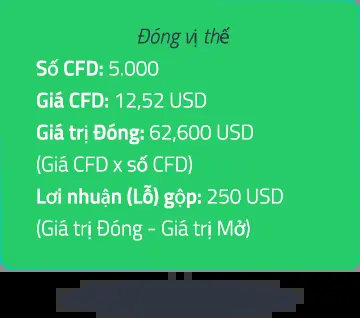 Đóng vị thế
Số CFD: 5.000
Giá CFD: 12,52 USD
Giá trị Đóng: 62,600 USD
(Giá CFD x số CFD)
Lơi nhuận (Lỗ) gộp: 250 USD
(Giá trị Đóng - Giá trị Mở)